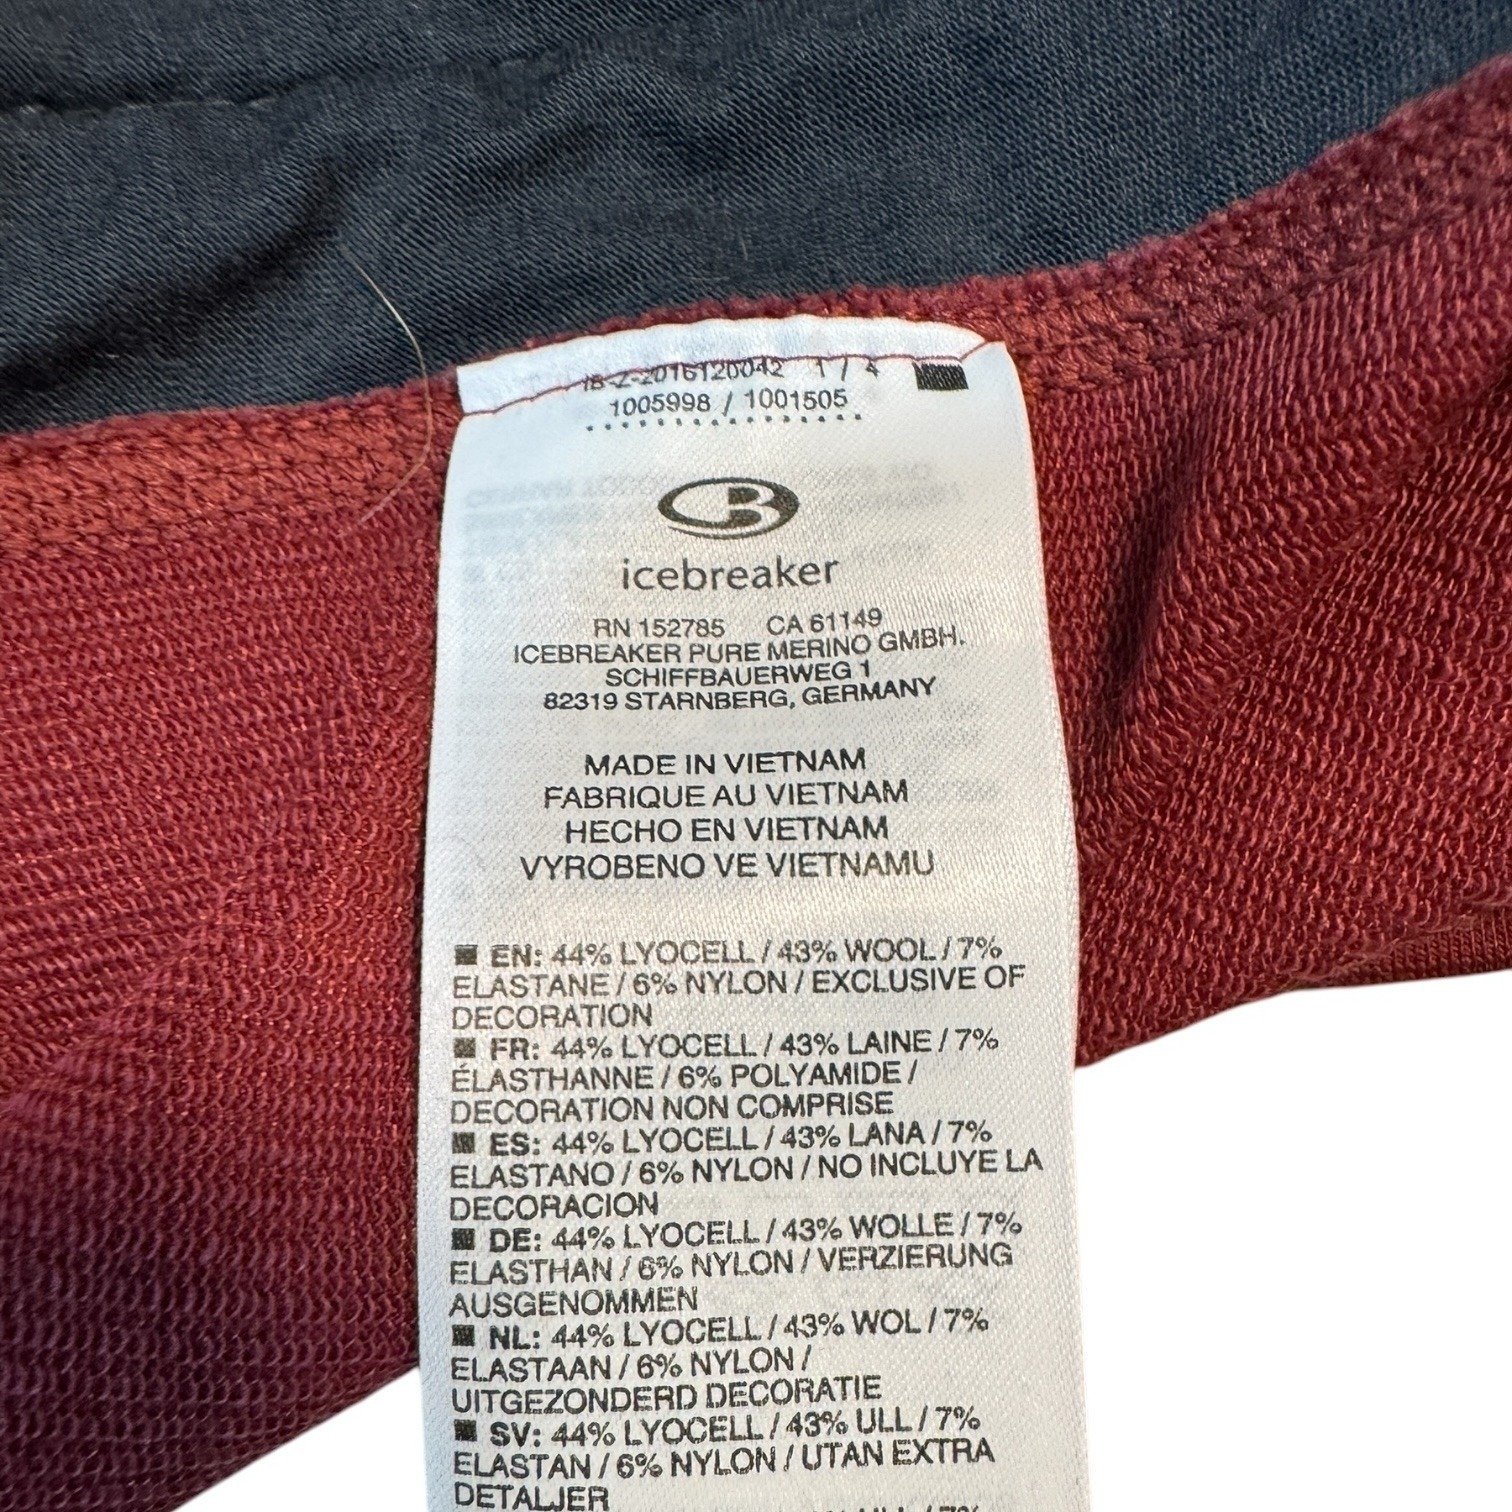 1005998 / 1001505
icebreaker
RN 152785 CA 61149
ICEBREAKER PURE MERINO GMBH.
SCHIFFBAUERWEG 1
82319 STARNBERG, GERMANY
MADE IN VIETNAM
FABRIQUE AU VIETNAM
HECHO EN VIETNAM
VYROBENO VE VIETNAMU
EN: 44% LYOCELL / 43% WOOL / 7%
ELASTANE / 6% NYLON / EXCLUSIVE OF
DECORATION
FR: 44% LYOCELL / 43% LAINE / 7%
ÉLASTHANNE / 6% POLYAMIDE /
DECORATION NON COMPRISE
ES: 44% LYOCELL / 43% LANA / 7%
ELASTANO / 6% NYLON / NO INCLUYE LA
DECORACION
DE: 44% LYOCELL / 43% WOLLE / 7%
ELASTHAN / 6% NYLON / VERZIERUNG
AUSGENOMMEN
NL: 44% LYOCELL / 43% WOL / 7%
ELASTAAN / 6% NYLON /
UITGEZONDERD DECORATIE
SV: 44% LYOCELL / 43% ULL / 7%
ELASTAN / 6% NYLON / UTAN EXTRA
DETALJER